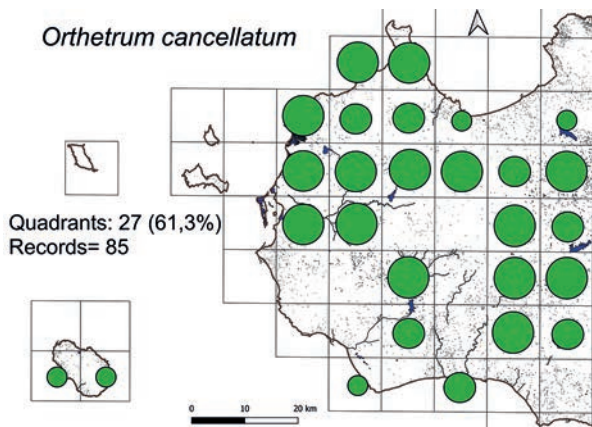 Orthetrum cancellatum
Quadrants: 27 (61,3%)
Records= 85
0 10 20 km